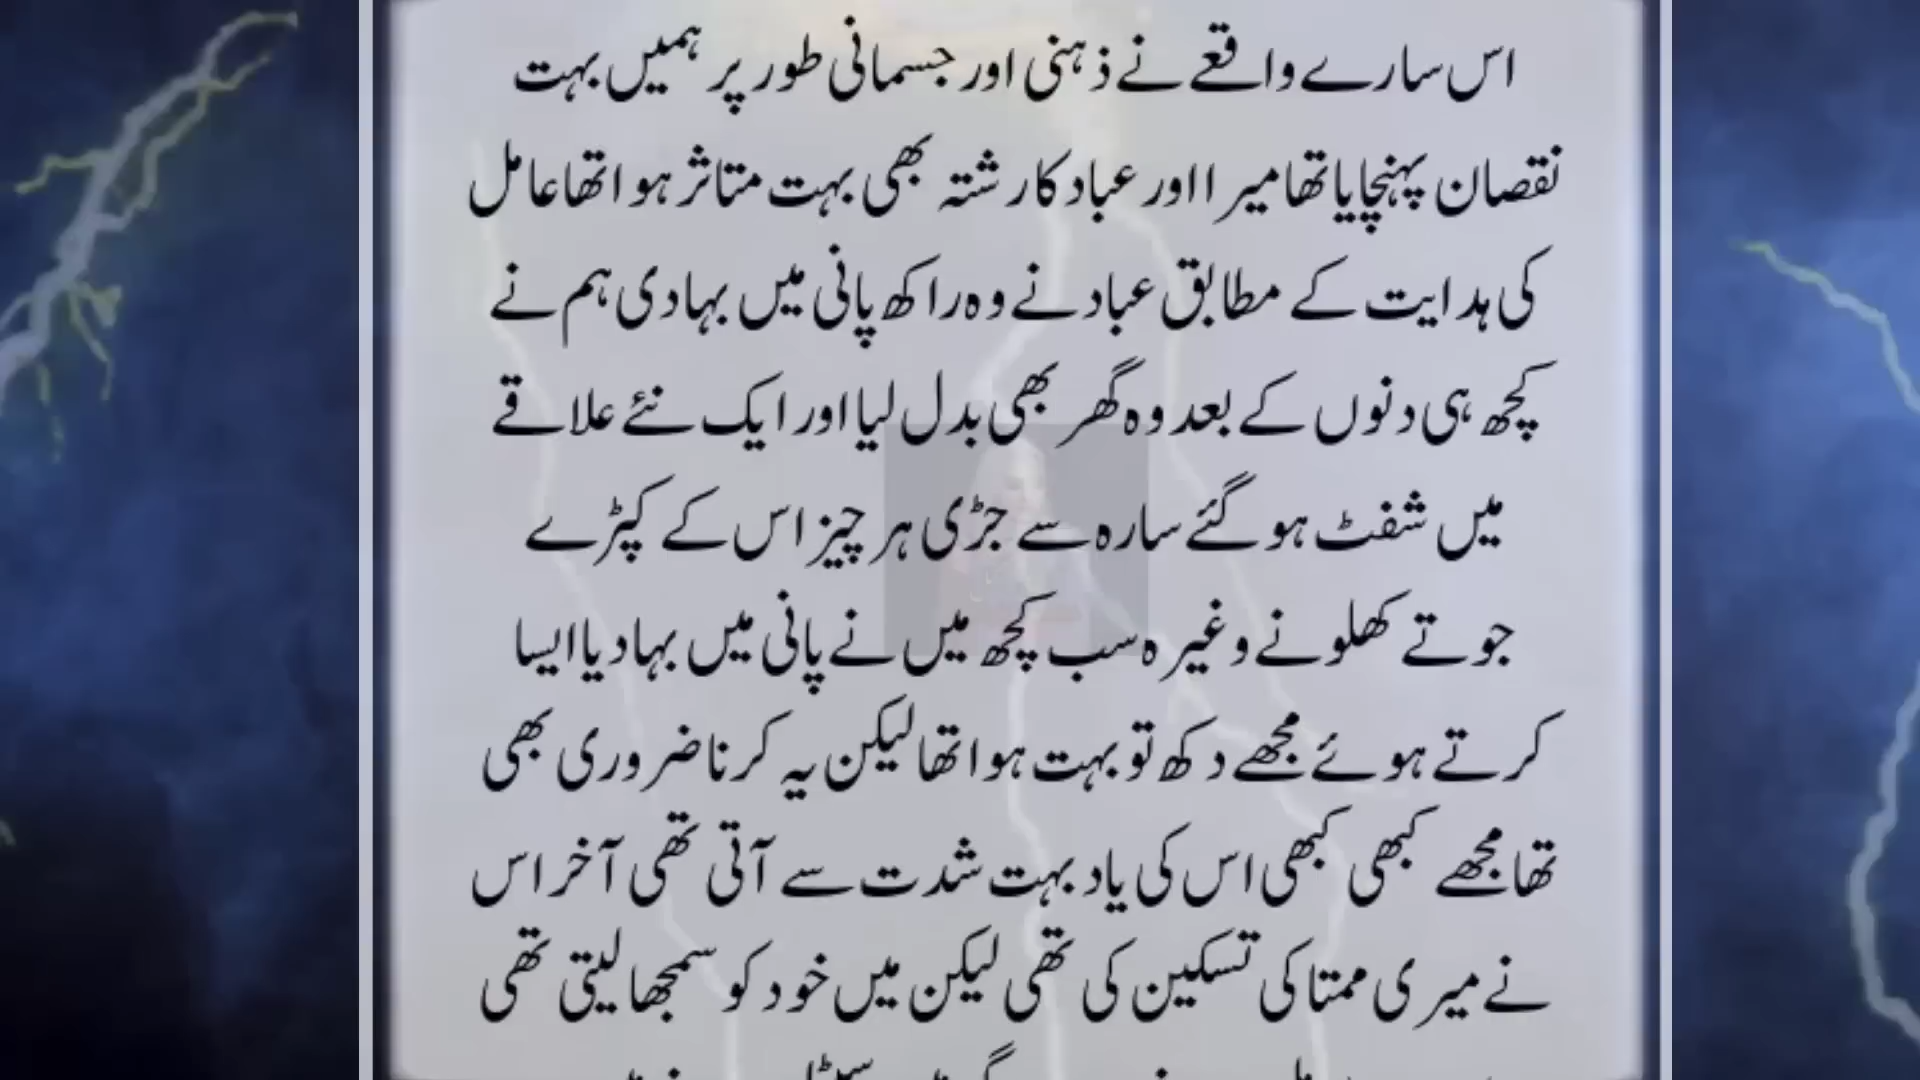 اس سارے واقعے نے ذہنی اور جسمانی طور پر ہمیں بہت
نقصان پہنچایا تھا میرا اور عباد کا رشتہ بھی بہت متاثر ہوا تھا عامل
کی ہدایت کے مطابق عباد نے وہ راکھ پانی میں بہا دی ہم نے
کچھ ہی دنوں کے بعد وہ گھر بھی بدل لیا اور ایک نئے علاقے
میں شفٹ ہو گئے سارہ سے جڑی ہر چیز اس کے کپڑے
جوتے کھلونے وغیرہ سب کچھ میں نے پانی میں بہا دیا ایسا
کرتے ہوئے مجھے دکھ تو بہت ہوا تھا لیکن یہ کرنا ضروری بھی
تھا مجھے کبھی کبھی اس کی یاد بہت شدت سے آتی تھی آخر اس
نے میری ممتا کی تسکین کی تھی لیکن میں خود کو سمجھا لیتی تھی